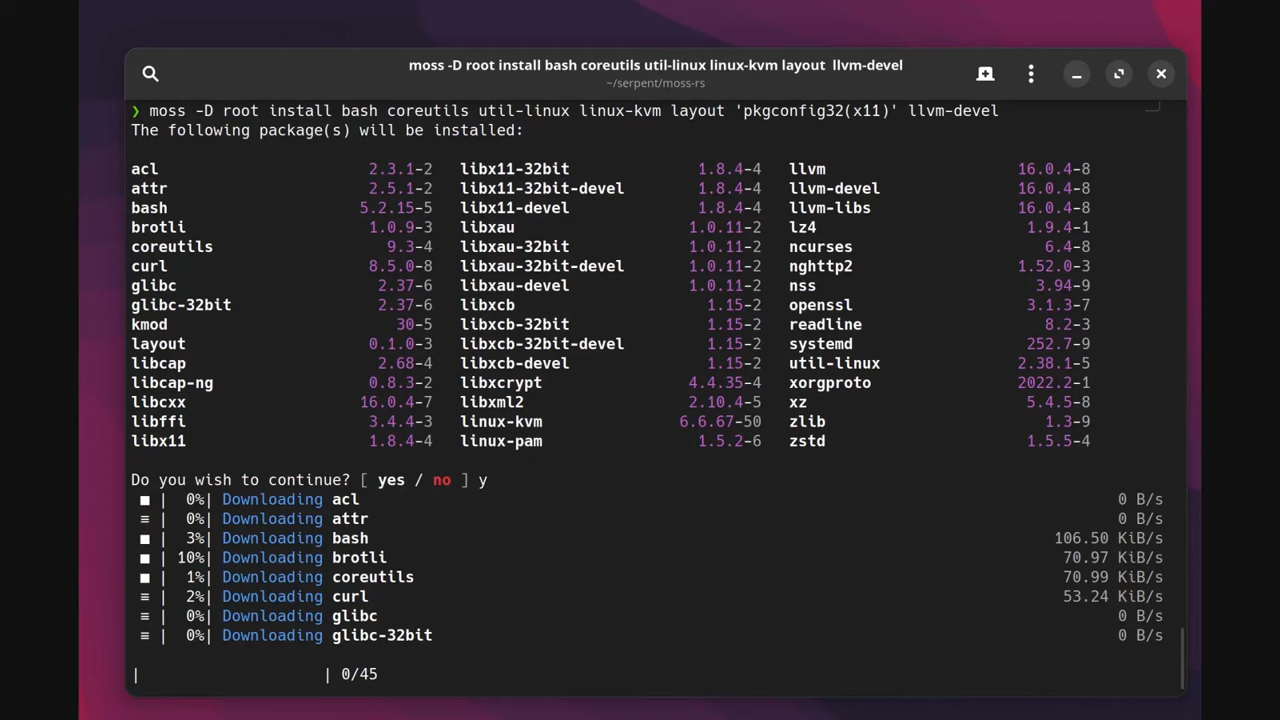 moss -D root install bash coreutils util-linux linux-kvm layout llvm-devel
~/serpent/moss-rs
❯ moss -D root install bash coreutils util-linux linux-kvm layout 'pkgconfig32(x11)' llvm-devel
The following package(s) will be installed:
acl 2.3.1-2 libx11-32bit 1.8.4-4 llvm 16.0.4-8
attr 2.5.1-2 libx11-32bit-devel 1.8.4-4 llvm-devel 16.0.4-8
bash 5.2.15-5 libx11-devel 1.8.4-4 llvm-libs 16.0.4-8
brotli 1.0.9-3 libxau 1.0.11-2 lz4 1.9.4-1
coreutils 9.3-4 libxau-32bit 1.0.11-2 ncurses 6.4-8
curl 8.5.0-8 libxau-32bit-devel 1.0.11-2 nghttp2 1.52.0-3
glibc 2.37-6 libxau-devel 1.0.11-2 nss 3.94-9
glibc-32bit 2.37-6 libxcb 1.15-2 openssl 3.1.3-7
kmod 30-5 libxcb-32bit 1.15-2 readline 8.2-3
layout 0.1.0-3 libxcb-32bit-devel 1.15-2 systemd 252.7-9
libcap 2.68-4 libxcb-devel 1.15-2 util-linux 2.38.1-5
libcap-ng 0.8.3-2 libxcrypt 4.4.35-4 xorgproto 2022.2-1
libcxx 16.0.4-7 libxml2 2.10.4-5 xz 5.4.5-8
libffi 3.4.4-3 linux-kvm 6.6.67-50 zlib 1.3-9
libx11 1.8.4-4 linux-pam 1.5.2-6 zstd 1.5.5-4
Do you wish to continue? [ yes / no ] y
■ | 0%| Downloading acl 0 B/s
≡ | 0%| Downloading attr 0 B/s
■ | 3%| Downloading bash 106.50 KiB/s
■ | 10%| Downloading brotli 70.97 KiB/s
■ | 1%| Downloading coreutils 70.99 KiB/s
≡ | 2%| Downloading curl 53.24 KiB/s
≡ | 0%| Downloading glibc 0 B/s
≡ | 0%| Downloading glibc-32bit 0 B/s
| | 0/45